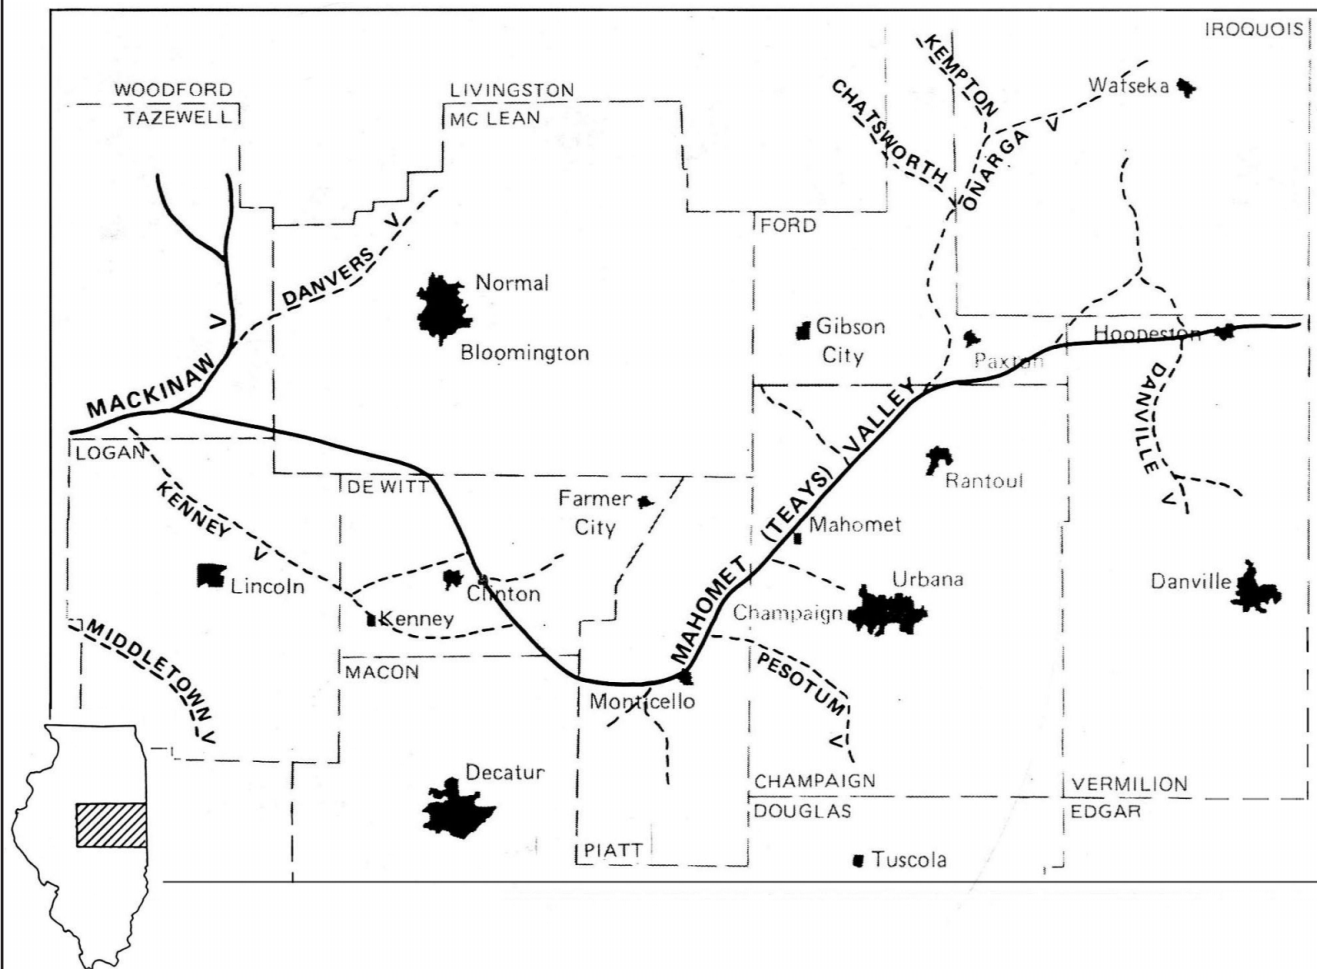 IROQUOIS
WOODFORD
TAZEWELL
LIVINGSTON
MC LEAN
KEMPTON
CHATSWORTH
ONARGA V
Watseka
FORD
DANVERS V
Normal
Bloomington
Gibson
City
Paxton
Hoopeston
MACKINAW V
DANVILLE V
LOGAN
KENNEY V
DE WITT
Farmer
City
MAHOMET (TEAYS) VALLEY
Rantoul
Mahomet
Lincoln
Clinton
Kenney
Urbana
Champaign
Danville
MIDDLETOWN V
MACON
Monticello
PESOTUM V
Decatur
CHAMPAIGN
DOUGLAS
VERMILION
EDGAR
PIATT
Tuscola